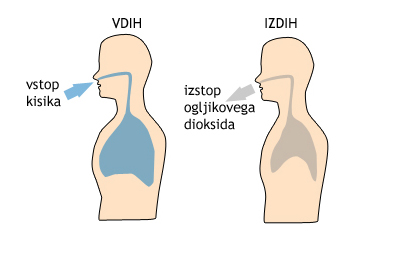 VDIH
IZDIH
vstop
kisika
izstop
ogljikovega
dioksida